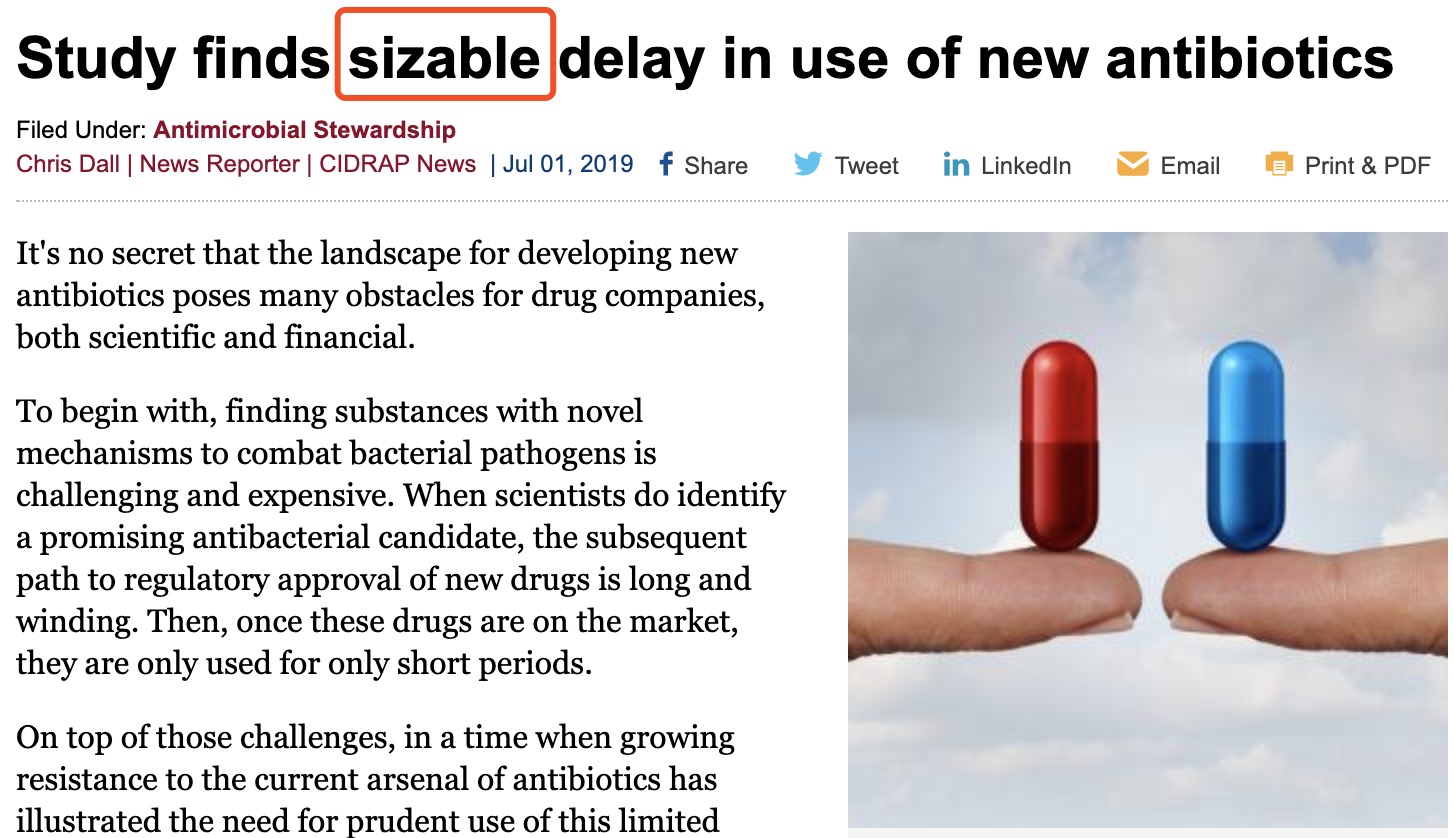 Study finds sizable delay in use of new antibiotics
Filed Under: Antimicrobial Stewardship
Chris Dall | News Reporter | CIDRAP News | Jul 01, 2019 Share Tweet LinkedIn Email Print & PDF
It's no secret that the landscape for developing new
antibiotics poses many obstacles for drug companies,
both scientific and financial.
To begin with, finding substances with novel
mechanisms to combat bacterial pathogens is
challenging and expensive. When scientists do identify
a promising antibacterial candidate, the subsequent
path to regulatory approval of new drugs is long and
winding. Then, once these drugs are on the market,
they are only used for only short periods.
On top of those challenges, in a time when growing
resistance to the current arsenal of antibiotics has
illustrated the need for prudent use of this limited